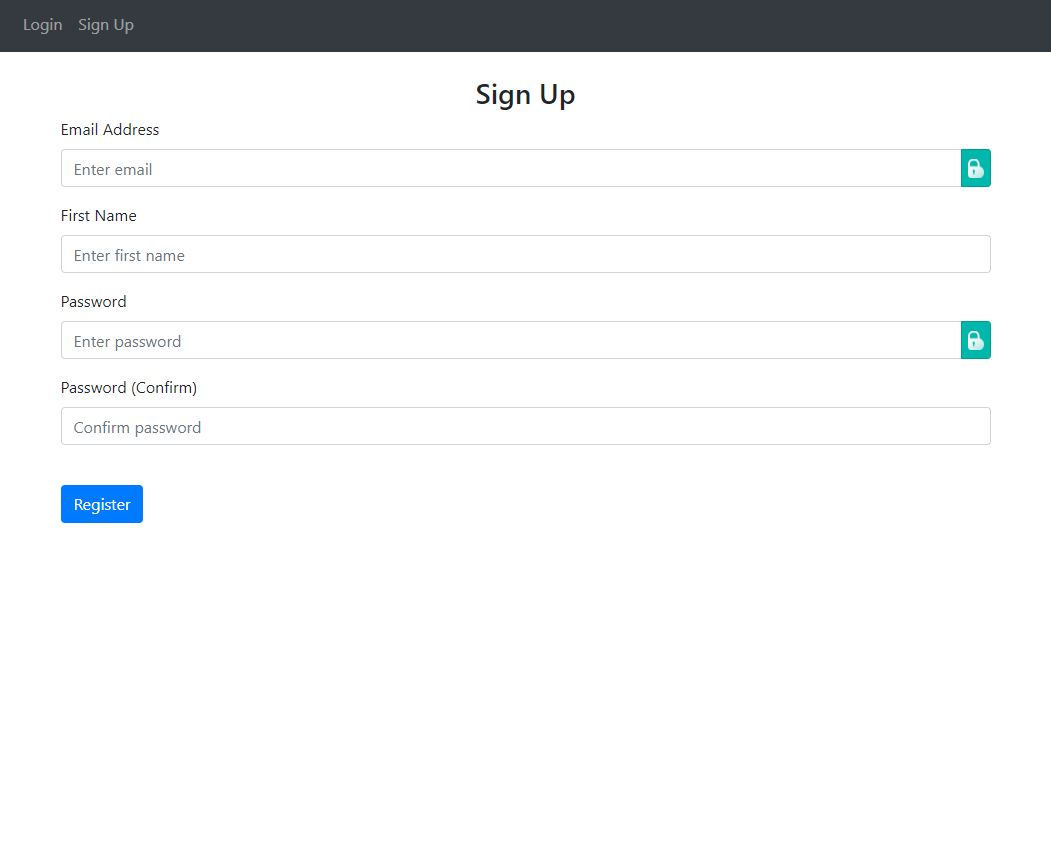 Login Sign Up
Sign Up
Email Address
Enter email
First Name
Enter first name
Password
Enter password
Password (Confirm)
Confirm password
Register